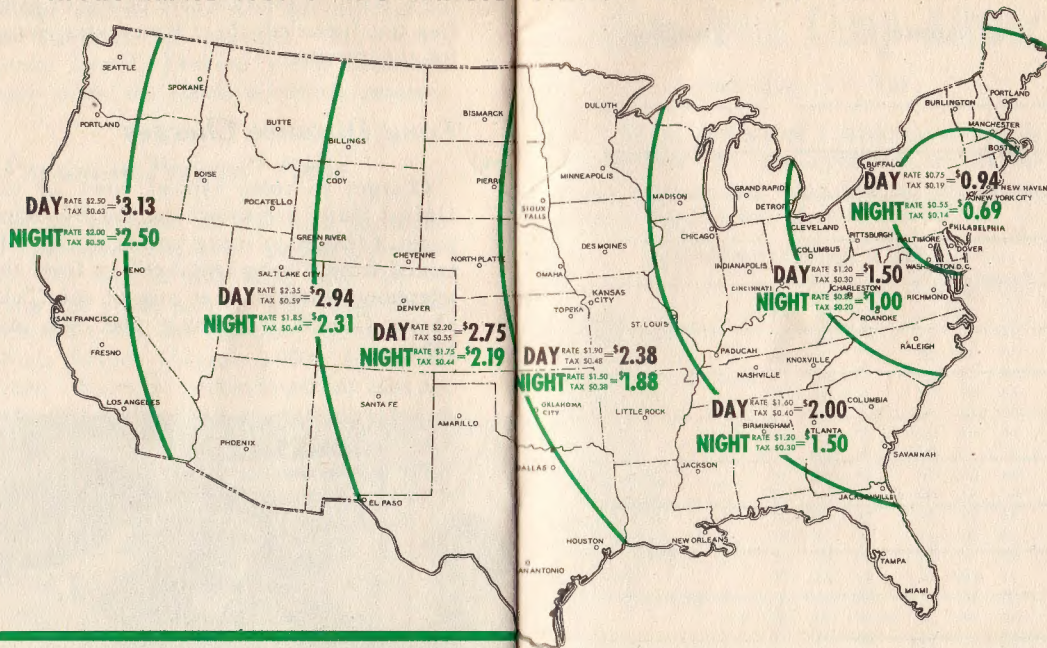 SEATTLE
SPOKANE
PORTLAND
BUTTE
BILLINGS
BISMARCK
DULUTH
BURLINGTON
PORTLAND
MANCHESTER
BOSTON
BOISE
POCATELLO
CODY
PIERRE
SIOUX
FALLS
MINNEAPOLIS
MADISON
GRAND RAPIDS
DETROIT
BUFFALO
DAY RATE $2.50 TAX $0.63 = $3.13
NIGHT RATE $2.00 TAX $0.50 = $2.50
DAY RATE $0.75 TAX $0.19 = $0.94
NIGHT RATE $0.55 TAX $0.14 = $0.69
NEW HAVEN
NEW YORK CITY
PHILADELPHIA
DOVER
BALTIMORE
WASHINGTON D.C.
GREEN RIVER
CHEYENNE
NORTH PLATTE
DES MOINES
OMAHA
CHICAGO
CLEVELAND
PITTSBURGH
COLUMBUS
INDIANAPOLIS
CINCINNATI
RENO
SALT LAKE CITY
DENVER
KANSAS
CITY
TOPEKA
ST. LOUIS
DAY RATE $1.20 TAX $0.30 = $1.50
NIGHT RATE TAX $0.20 = $1.00
CHARLESTON
RICHMOND
ROANOKE
RALEIGH
DAY RATE $2.35 TAX $0.59 = $2.94
NIGHT RATE $1.85 TAX $0.46 = $2.31
DAY RATE $2.20 TAX $0.55 = $2.75
NIGHT RATE $1.75 TAX $0.44 = $2.19
DAY RATE $1.90 TAX $0.48 = $2.38
NIGHT RATE $1.50 TAX $0.38 = $1.88
SAN FRANCISCO
FRESNO
LOS ANGELES
PHOENIX
SANTA FE
AMARILLO
OKLAHOMA
CITY
LITTLE ROCK
PADUCAH
NASHVILLE
KNOXVILLE
DAY RATE $1.60 TAX $0.40 = $2.00
NIGHT RATE $1.20 TAX $0.30 = $1.50
COLUMBIA
BIRMINGHAM
ATLANTA
SAVANNAH
JACKSON
JACKSONVILLE
DALLAS
EL PASO
HOUSTON
NEW ORLEANS
SAN ANTONIO
TAMPA
MIAMI